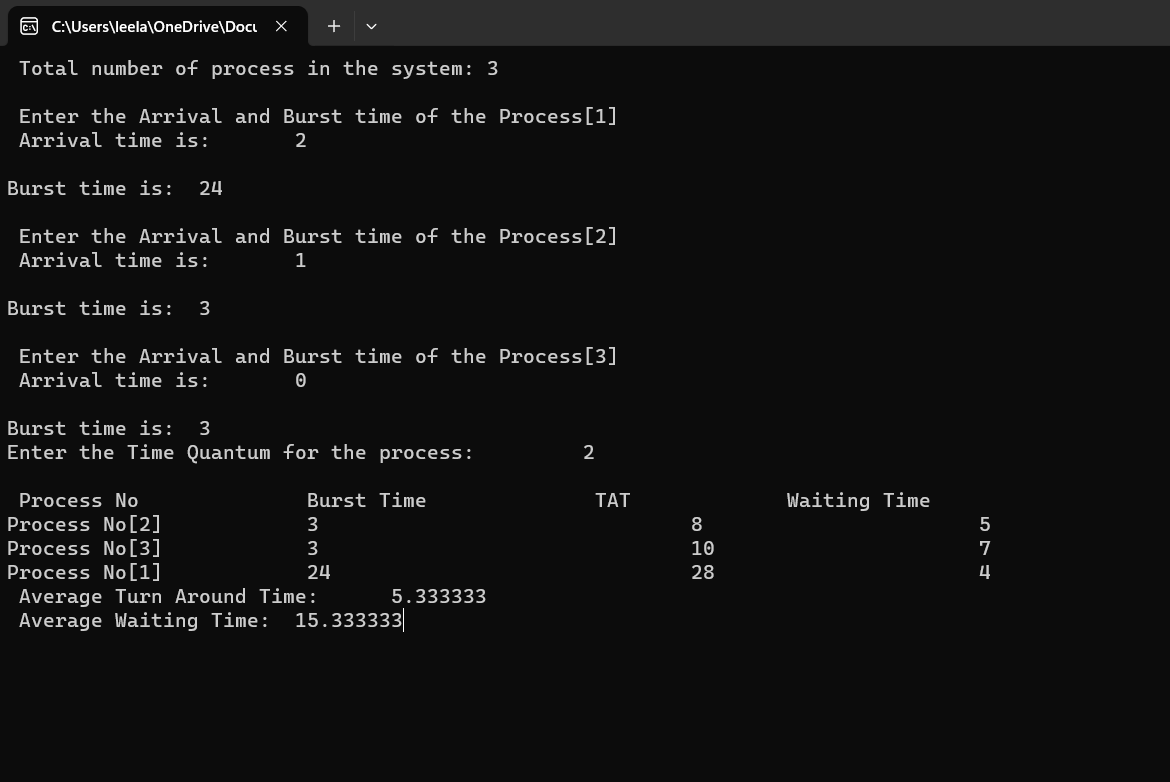 C:\Users\leela\OneDrive\Docu
Total number of process in the system: 3
Enter the Arrival and Burst time of the Process[1]
Arrival time is: 2
Burst time is: 24
Enter the Arrival and Burst time of the Process[2]
Arrival time is: 1
Burst time is: 3
Enter the Arrival and Burst time of the Process[3]
Arrival time is: 0
Burst time is: 3
Enter the Time Quantum for the process: 2
Process No Burst Time TAT Waiting Time
Process No[2] 3 8 5
Process No[3] 3 10 7
Process No[1] 24 28 4
Average Turn Around Time: 5.333333
Average Waiting Time: 15.333333